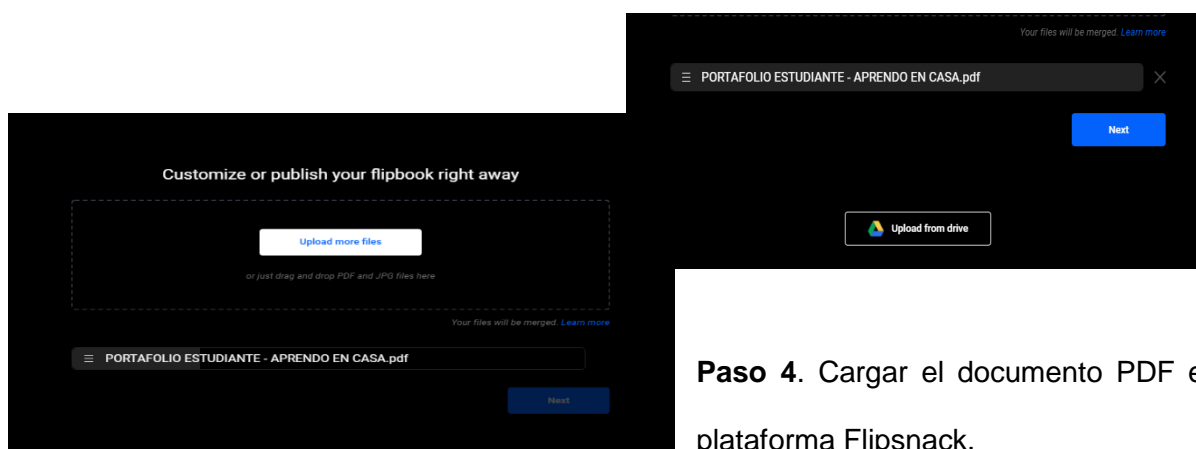 Your files will be merged. Learn more
PORTAFOLIO ESTUDIANTE - APRENDO EN CASA.pdf
Next
Upload from drive
Customize or publish your flipbook right away
Upload more files
or just drag and drop PDF and JPG files here
Your files will be merged. Learn more
PORTAFOLIO ESTUDIANTE - APRENDO EN CASA.pdf
Next
Paso 4. Cargar el documento PDF
plataforma Flipsnack.